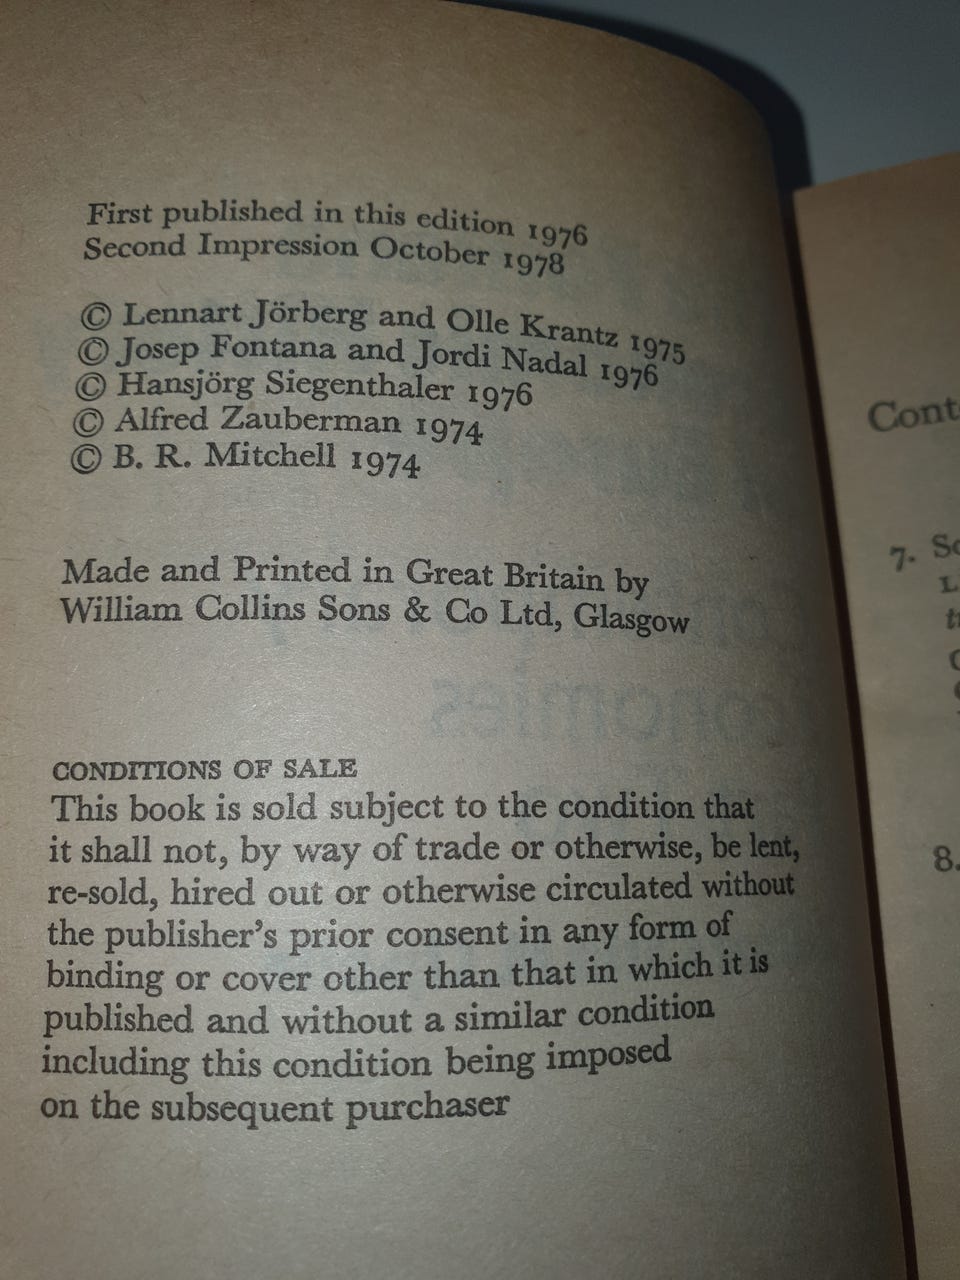 First published in this edition 1976
Second Impression October 1978
© Lennart Jörberg and Olle Krantz 1975
© Josep Fontana and Jordi Nadal 1976
© Hansjörg Siegenthaler 1976
© Alfred Zauberman 1974
© B. R. Mitchell 1974
Made and Printed in Great Britain by
William Collins Sons & Co Ltd, Glasgow
CONDITIONS OF SALE
This book is sold subject to the condition that
it shall not, by way of trade or otherwise, be lent,
re-sold, hired out or otherwise circulated without
the publisher's prior consent in any form of
binding or cover other than that in which it is
published and without a similar condition
including this condition being imposed
on the subsequent purchaser
Cont
7. So
8.